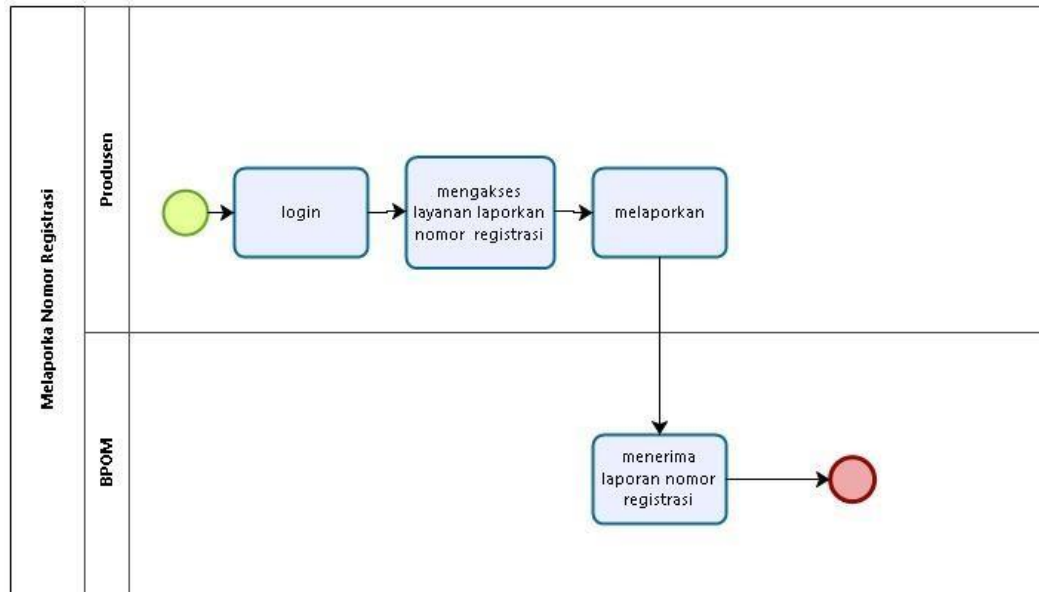 Melaporka Nomor Registrasi
Produsen
login
mengakses
layanan laporkan
nomor registrasi
melaporkan
BPOM
menerima
laporan nomor
registrasi